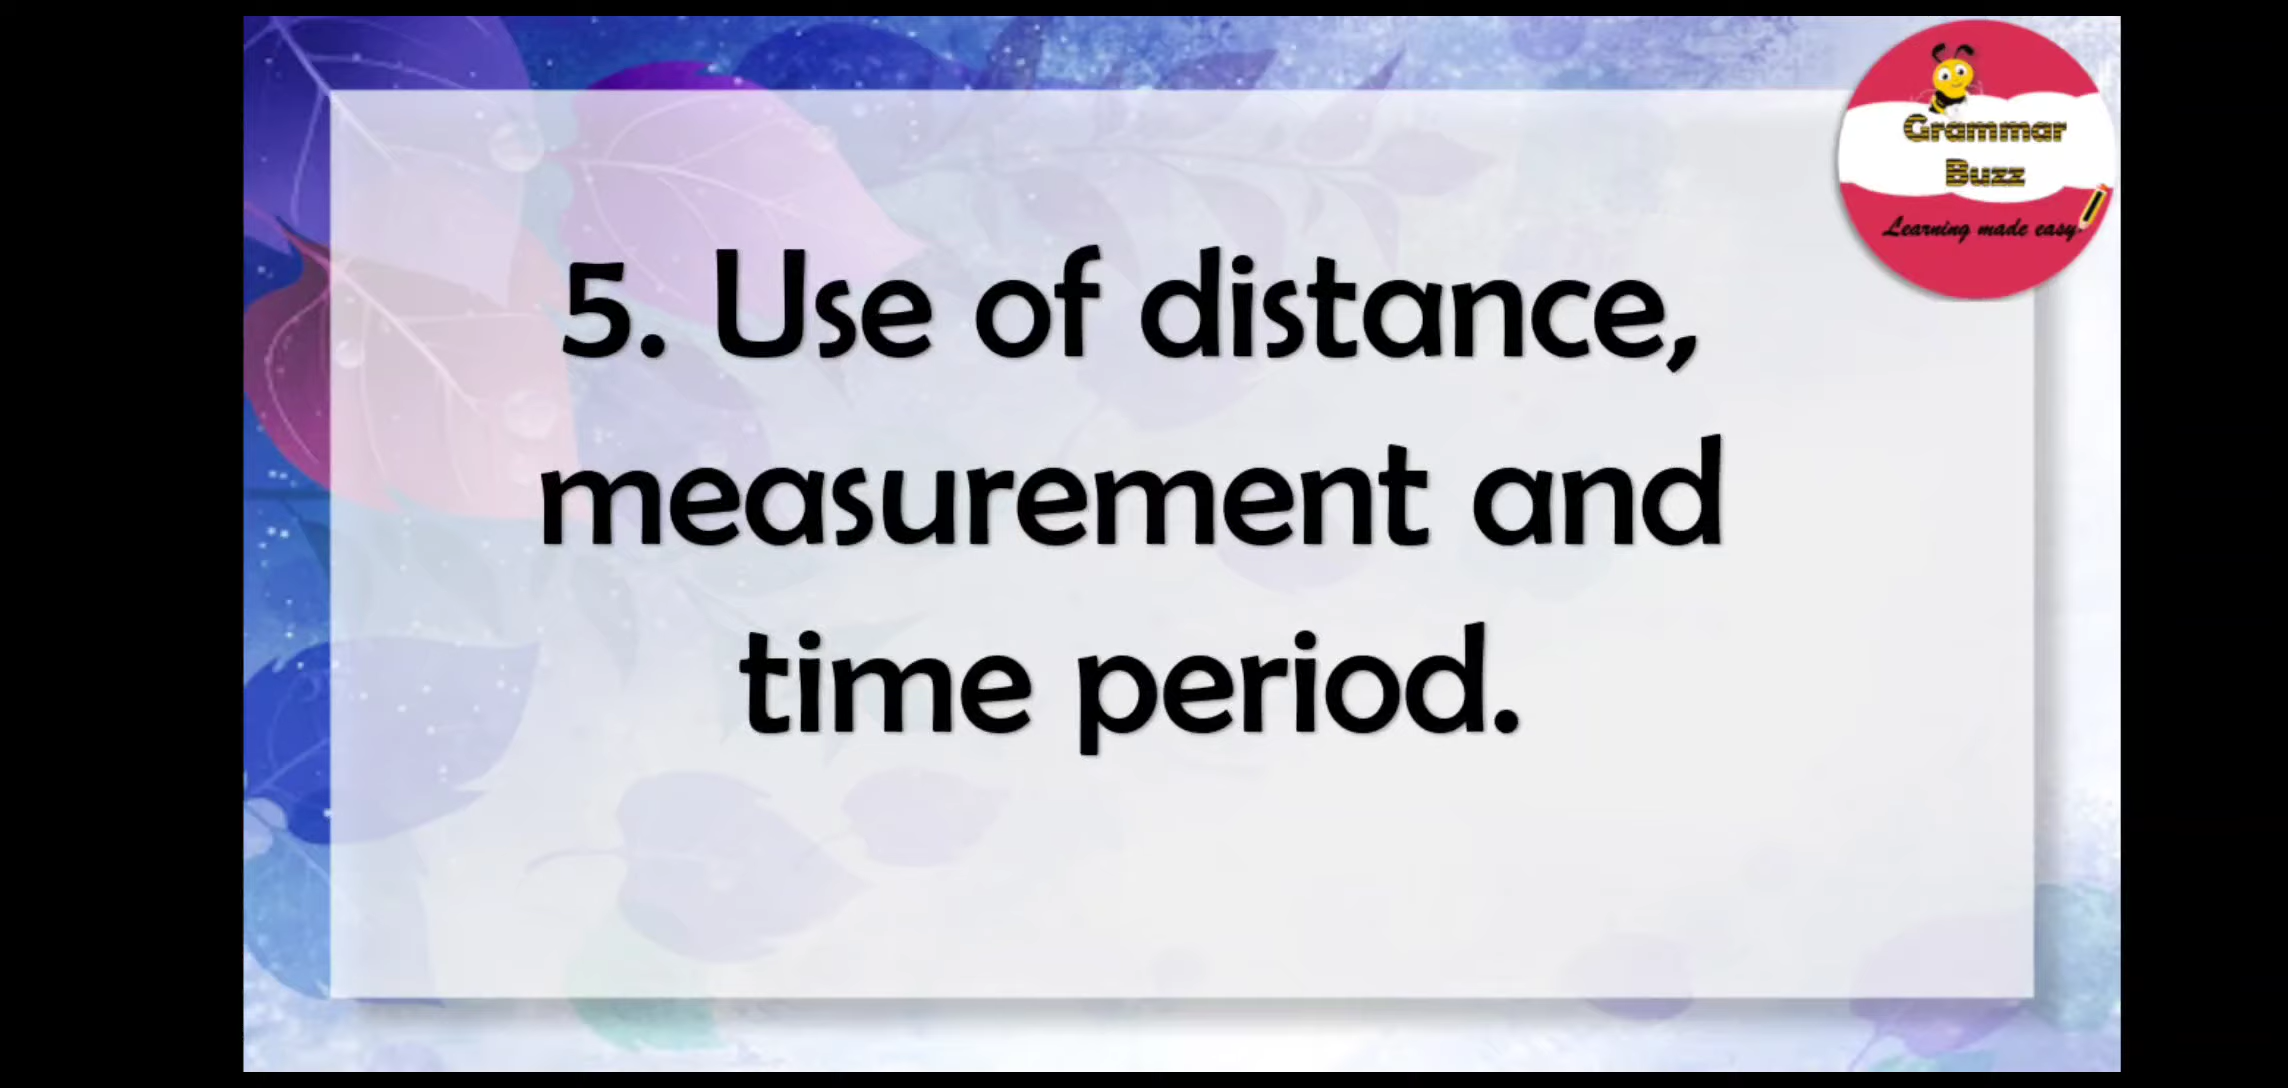 Grammar
Buzz
Learning made easy
5. Use of distance,
measurement and
time period.